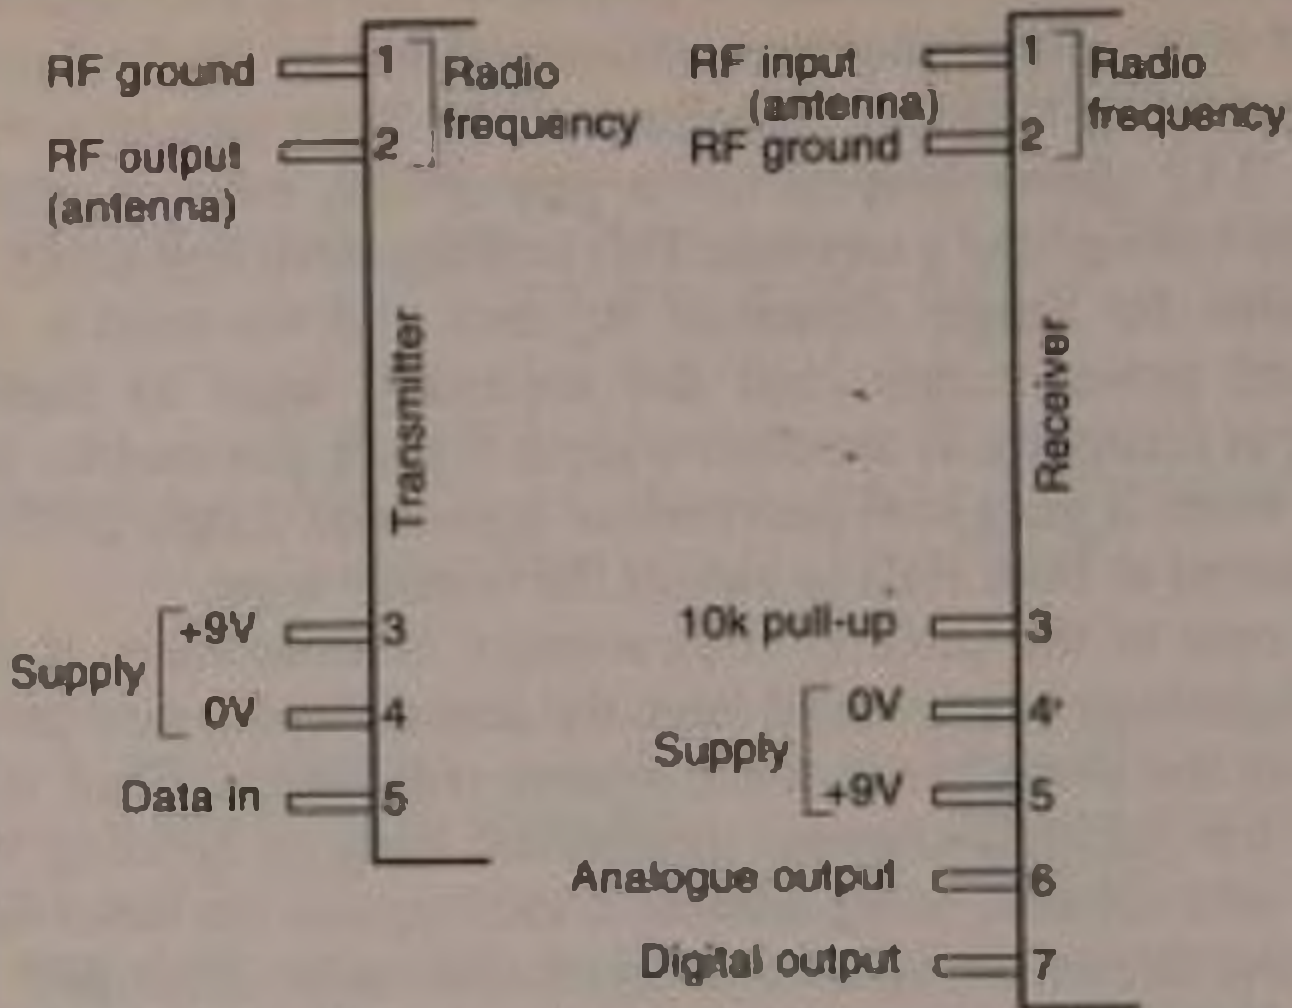 RF ground
1
Radio
frequency
RF output
(antenna)
2
Transmitter
Supply
+9V
3
0V
4
Data in
5
RF input
(antenna)
1
Radio
frequency
RF ground
2
Receiver
10k pull-up
3
Supply
0V
4
+9V
5
Analogue output
6
Digital output
7